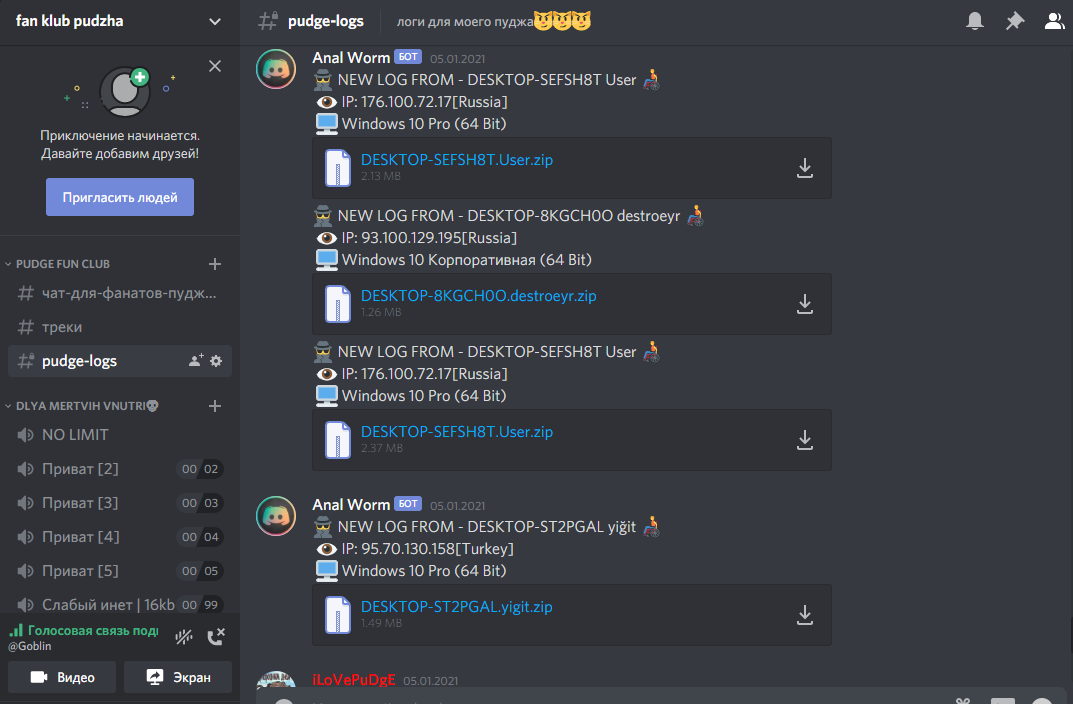 fan klub pudzha
Приключение начинается.
Давайте добавим друзей!
Пригласить людей
PUDGE FUN CLUB
чат-для-фанатов-пудж...
треки
pudge-logs
DLYA MERTVIH VNUTRI💀
NO LIMIT
Приват [2] 00 02
Приват [3] 00 03
Приват [4] 00 04
Приват [5] 00 05
Слабый инет | 16kb 00 99
Голосовая связь под
@Goblin
Видео Экран
pudge-logs логи для моего пуджа😼😼😼
Anal Worm БОТ 05.01.2021
NEW LOG FROM - DESKTOP-SEFSH8T User
IP: 176.100.72.17[Russia]
Windows 10 Pro (64 Bit)
DESKTOP-SEFSH8T.User.zip
2.13 MB
NEW LOG FROM - DESKTOP-8KGCH0O destroeyr
IP: 93.100.129.195[Russia]
Windows 10 Корпоративная (64 Bit)
DESKTOP-8KGCH0O.destroeyr.zip
1.26 MB
NEW LOG FROM - DESKTOP-SEFSH8T User
IP: 176.100.72.17[Russia]
Windows 10 Pro (64 Bit)
DESKTOP-SEFSH8T.User.zip
2.37 MB
Anal Worm БОТ 05.01.2021
NEW LOG FROM - DESKTOP-ST2PGAL yiğit
IP: 95.70.130.158[Turkey]
Windows 10 Pro (64 Bit)
DESKTOP-ST2PGAL.yigit.zip
1.49 MB
iLoVePuDgE 05.01.2021